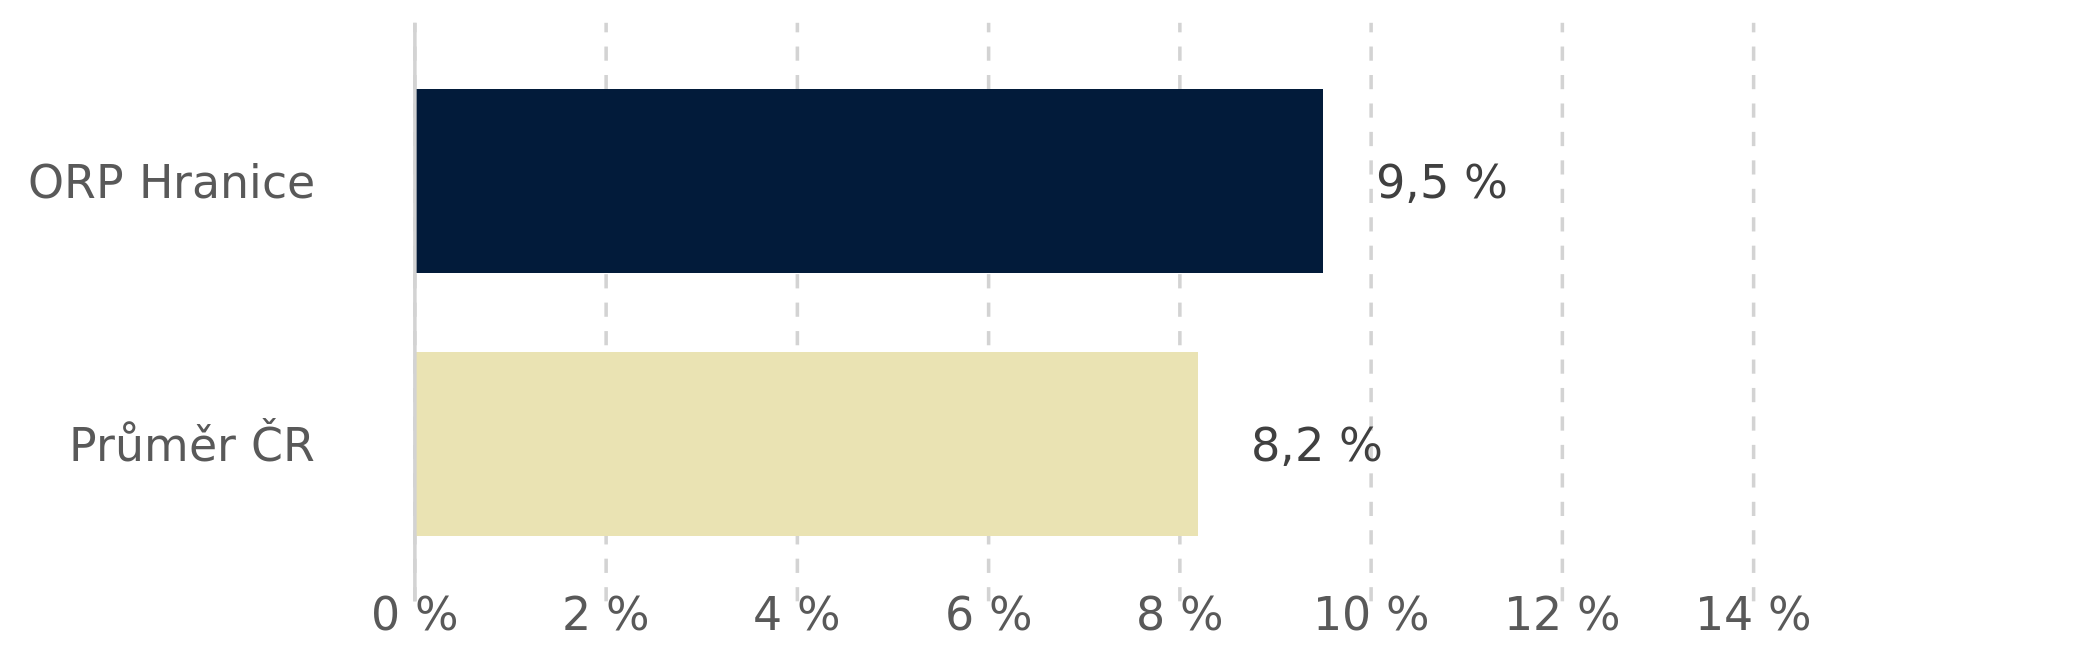 ORP Hranice
9,5 %
Průměr ČR
8,2 %
0 % 2 % 4 % 6 % 8 % 10 % 12 % 14 %